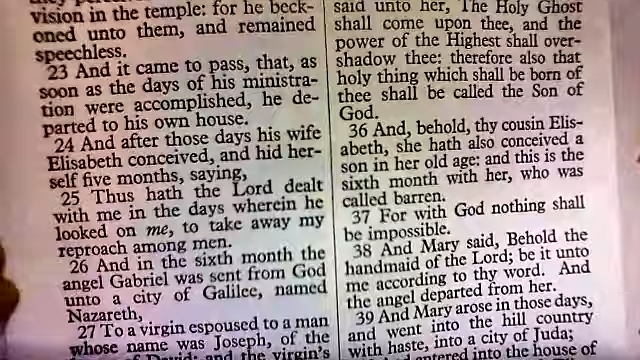 vision in the temple: for he beck-
oned unto them, and remained
speechless.
23 And it came to pass, that, as
soon as the days of his ministra-
tion were accomplished, he de-
parted to his own house.
24 And after those days his wife
Elisabeth conceived, and hid her-
self five months, saying,
25 Thus hath the Lord dealt
with me in the days wherein he
looked on me, to take away my
reproach among men.
26 And in the sixth month the
angel Gabriel was sent from God
unto a city of Galilee, named
Nazareth,
27 To a virgin espoused to a man
whose name was Joseph, of the
of David; and the virgin's
said unto her, The Holy Ghost
shall come upon thee, and the
power of the Highest shall over-
shadow thee: therefore also that
holy thing which shall be born of
thee shall be called the Son of
God.
36 And, behold, thy cousin Elis-
abeth, she hath also conceived a
son in her old age: and this is the
sixth month with her, who was
called barren.
37 For with God nothing shall
be impossible.
38 And Mary said, Behold the
handmaid of the Lord; be it unto
me according to thy word. And
the angel departed from her.
39 And Mary arose in those days,
and went into the hill country
with haste, into a city of Juda;
entered into the house of